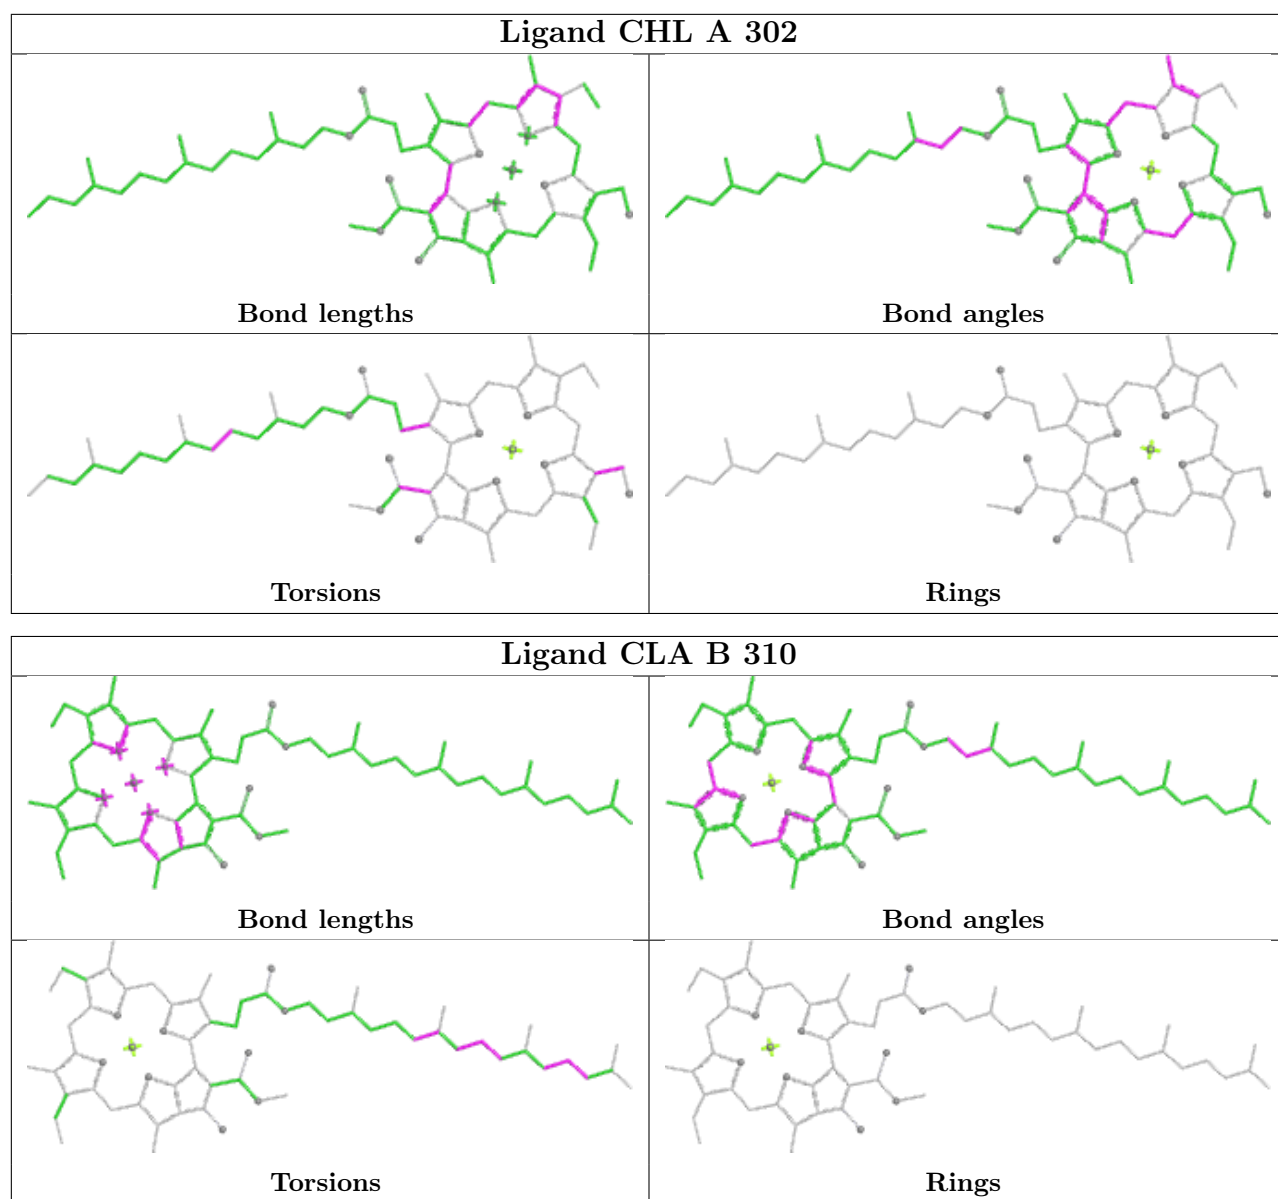 Ligand CHL A 302
Bond lengths
Bond angles
Torsions
Rings
Ligand CLA B 310
Bond lengths
Bond angles
Torsions
Rings